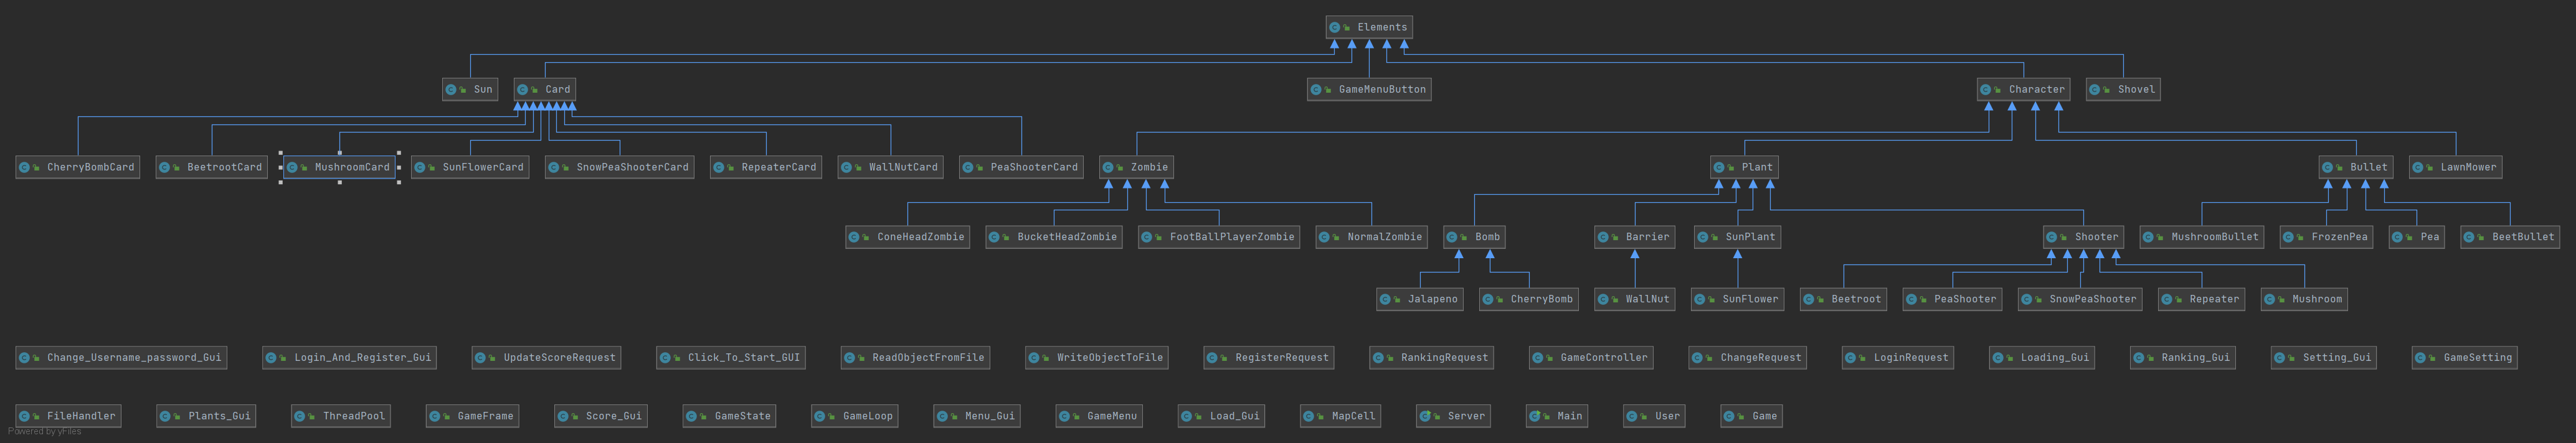 Elements
Sun Card GameMenuButton Character Shovel
CherryBombCard BeetrootCard MushroomCard SunFlowerCard SnowPeaShooterCard RepeaterCard WallNutCard PeaShooterCard Zombie Plant Bullet LawnMower
ConeHeadZombie BucketHeadZombie FootBallPlayerZombie NormalZombie Bomb Barrier SunPlant Shooter MushroomBullet FrozenPea Pea BeetBullet
Jalapeno CherryBomb WallNut SunFlower Beetroot PeaShooter SnowPeaShooter Repeater Mushroom
Change_Username_password_Gui Login_And_Register_Gui UpdateScoreRequest Click_To_Start_GUI ReadObjectFromFile WriteObjectToFile RegisterRequest RankingRequest GameController ChangeRequest LoginRequest Loading_Gui Ranking_Gui Setting_Gui GameSetting
FileHandler Plants_Gui ThreadPool GameFrame Score_Gui GameState GameLoop Menu_Gui GameMenu Load_Gui MapCell Server Main User Game
Powered by yFiles